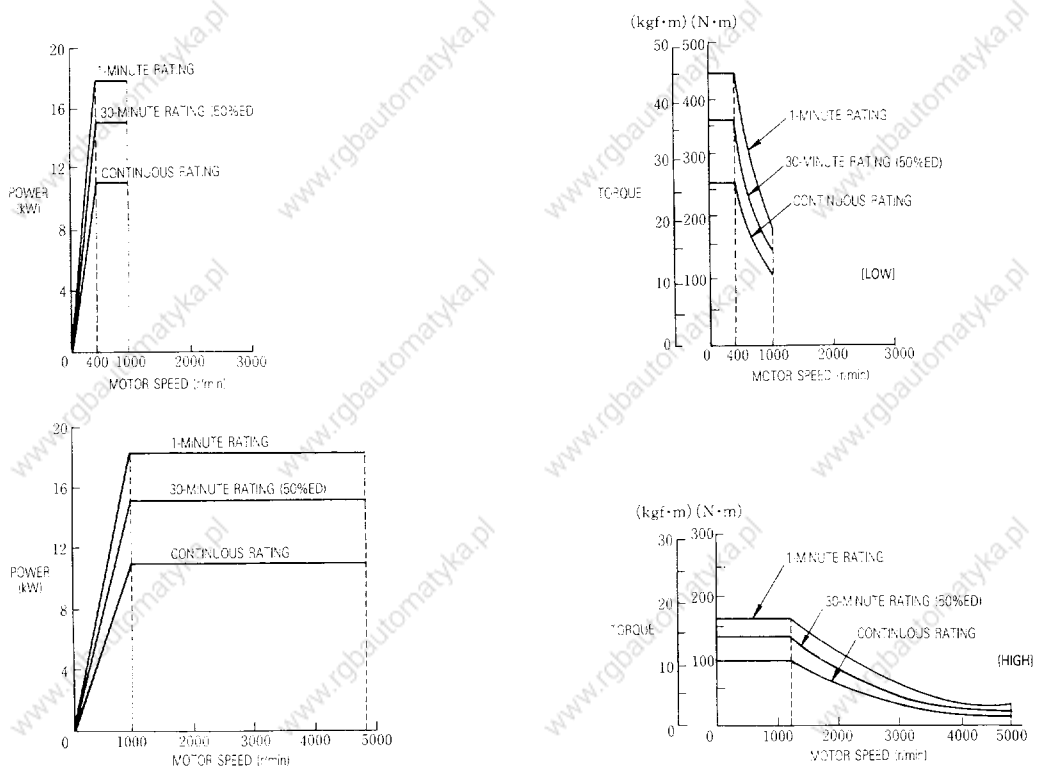 20
16
12
8
4
0
POWER
(kW)
1-MINUTE RATING
30-MINUTE RATING (50%ED
CONTINUOUS RATING
400 1000 2000 3000
MOTOR SPEED (r/min)
(kgf·m) (N·m)
50 500
40 400
30 300
20 200
10 100
0
TORQUE
1-MINUTE RATING
30-MINUTE RATING (50%ED)
CONTINUOUS RATING
[LOW]
0 400 1000 2000 3000
MOTOR SPEED (r/min)
20
16
12
8
4
0
POWER
(kW)
1-MINUTE RATING
30-MINUTE RATING (50%ED)
CONTINUOUS RATING
1000 2000 3000 4000 5000
MOTOR SPEED (r/min)
(kgf·m) (N·m)
30 300
20 200
10 100
0 0
TORQUE
1-MINUTE RATING
30-MINUTE RATING (50%ED)
CONTINUOUS RATING
[HIGH]
1000 2000 3000 4000 5000
MOTOR SPEED (r/min)
www.rgbautomatyka.pl